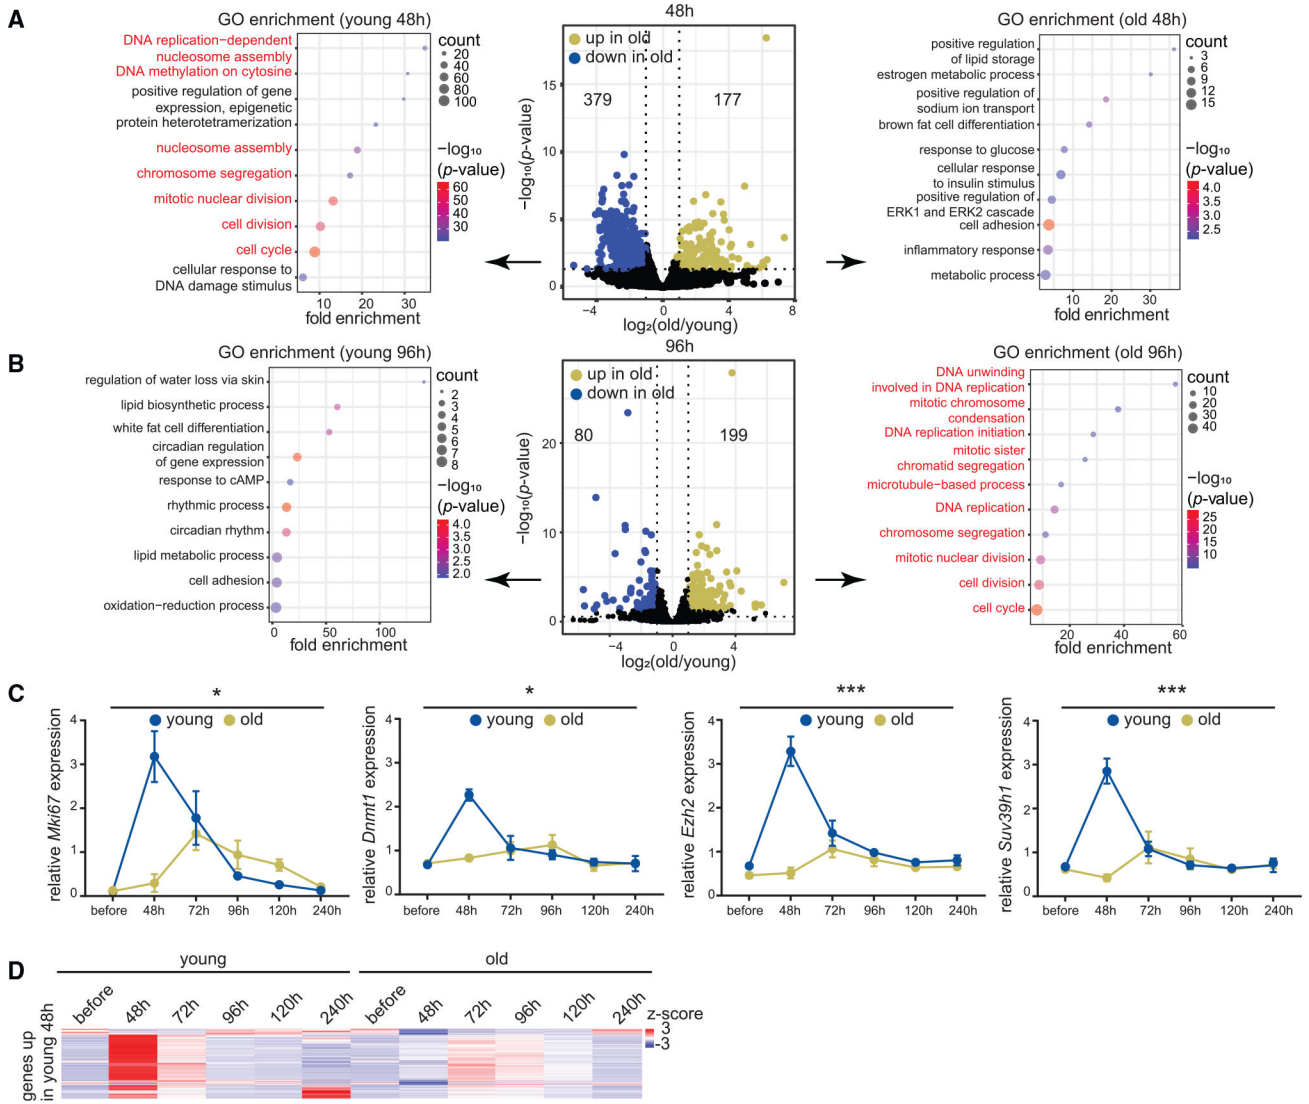 A
GO enrichment (young 48h)
DNA replication−dependent
nucleosome assembly
DNA methylation on cytosine
positive regulation of gene
expression, epigenetic
protein heterotetramerization
nucleosome assembly
chromosome segregation
mitotic nuclear division
cell division
cell cycle
cellular response to
DNA damage stimulus
10 20 30
fold enrichment
count
20
40
60
80
100
−log₁₀
(p-value)
60
50
40
30
48h
up in old
down in old
379 177
15
10
5
0
−log₁₀(p-value)
−4 0 4 8
log₂(old/young)
GO enrichment (old 48h)
positive regulation
of lipid storage
estrogen metabolic process
positive regulation of
sodium ion transport
brown fat cell differentiation
response to glucose
cellular response
to insulin stimulus
positive regulation of
ERK1 and ERK2 cascade
cell adhesion
inflammatory response
metabolic process
10 20 30
fold enrichment
count
3
6
9
12
15
−log₁₀
(p-value)
4.0
3.5
3.0
2.5
B
GO enrichment (young 96h)
regulation of water loss via skin
lipid biosynthetic process
white fat cell differentiation
circadian regulation
of gene expression
response to cAMP
rhythmic process
circadian rhythm
lipid metabolic process
cell adhesion
oxidation−reduction process
0 50 100
fold enrichment
count
2
3
4
5
6
7
8
−log₁₀
(p-value)
4.0
3.5
3.0
2.5
2.0
96h
up in old
down in old
80 199
20
10
0
−log₁₀(p-value)
−4 0 4
log₂(old/young)
GO enrichment (old 96h)
DNA unwinding
involved in DNA replication
mitotic chromosome
condensation
DNA replication initiation
mitotic sister
chromatid segregation
microtubule−based process
DNA replication
chromosome segregation
mitotic nuclear division
cell division
cell cycle
20 40 60
fold enrichment
count
10
20
30
40
−log₁₀
(p-value)
25
20
15
10
C
*
young old
relative Mki67 expression
4
3
2
1
0
before 48h 72h 96h 120h 240h
*
young old
relative Dnmt1 expression
4
3
2
1
0
before 48h 72h 96h 120h 240h
***
young old
relative Ezh2 expression
4
3
2
1
0
before 48h 72h 96h 120h 240h
***
young old
relative Suv39h1 expression
4
3
2
1
0
before 48h 72h 96h 120h 240h
D
young old
before 48h 72h 96h 120h 240h before 48h 72h 96h 120h 240h
genes up
in young 48h
z-score
3
-3